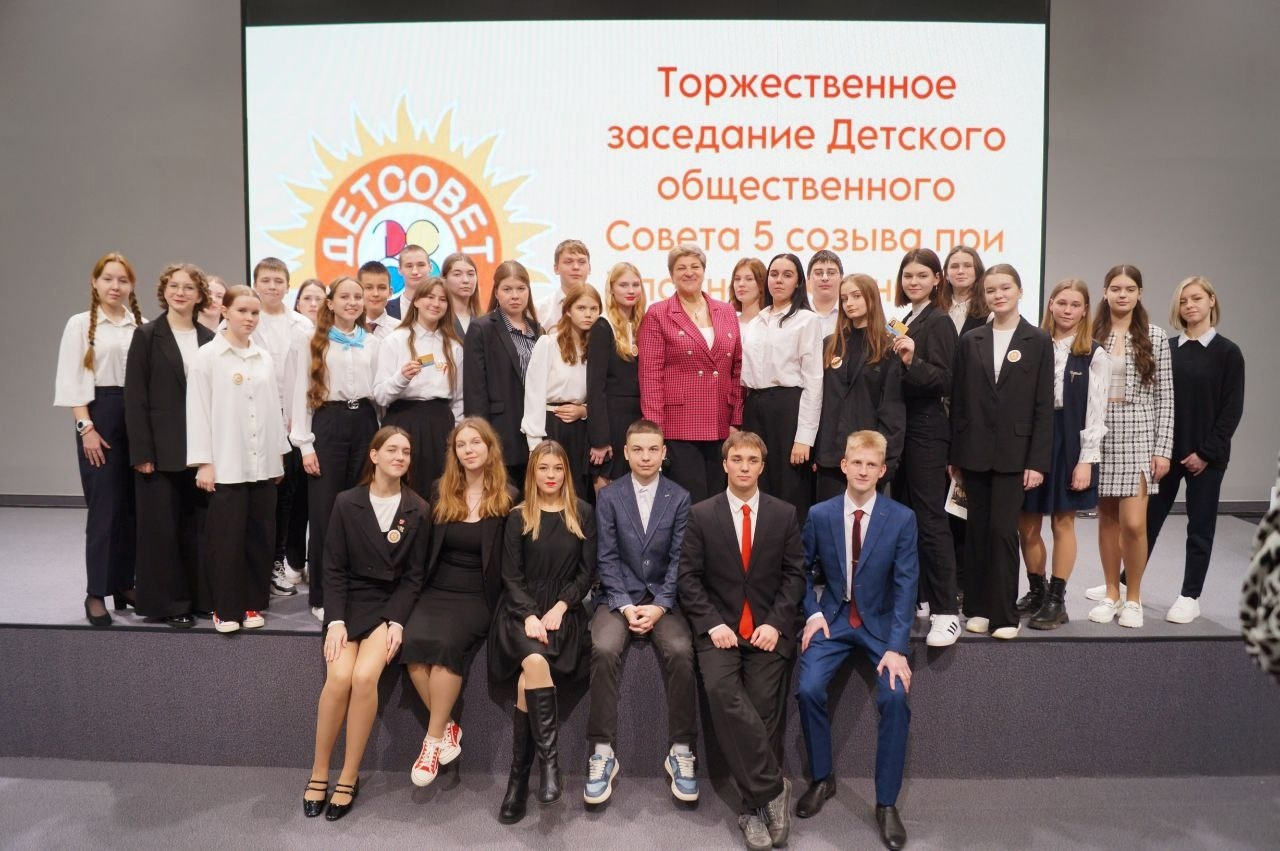 ДЕТСОВЕТ
Торжественное
заседание Детского
общественного
Совета 5 созыва при